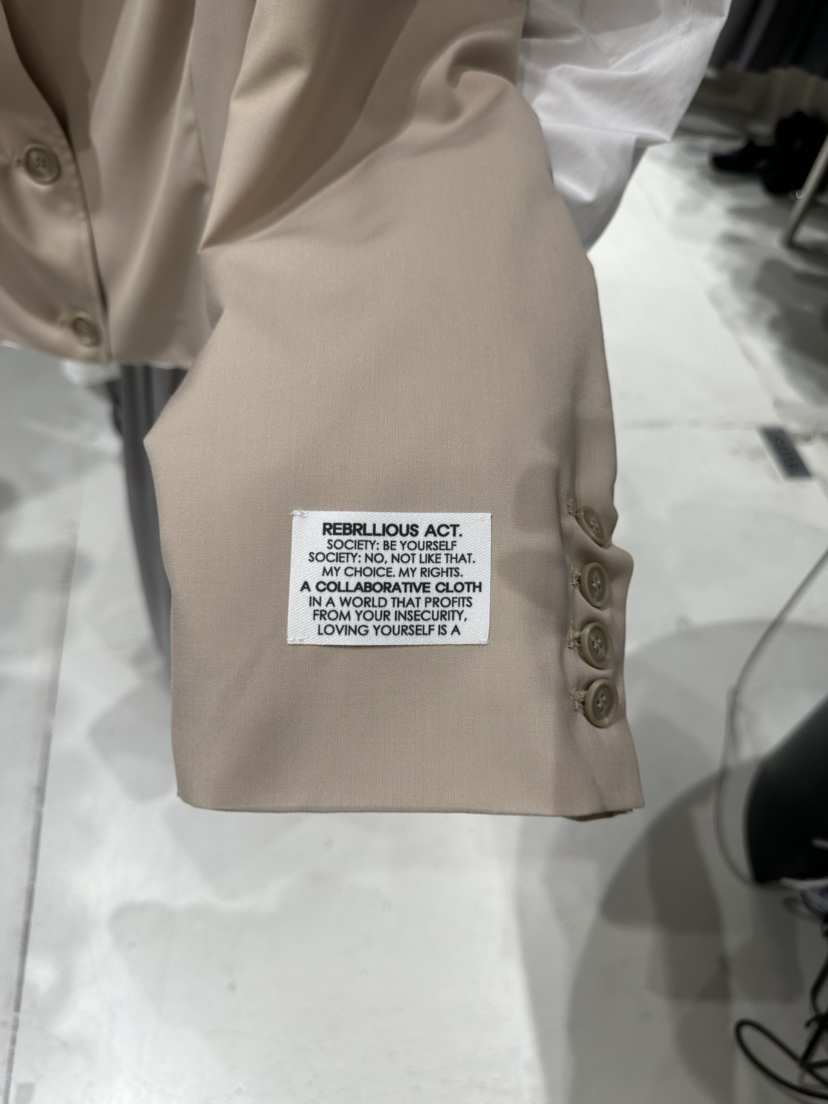 REBRLLIOUS ACT.
SOCIETY: BE YOURSELF
SOCIETY: NO, NOT LIKE THAT.
MY CHOICE. MY RIGHTS.
A COLLABORATIVE CLOTH
IN A WORLD THAT PROFITS
FROM YOUR INSECURITY,
LOVING YOURSELF IS A